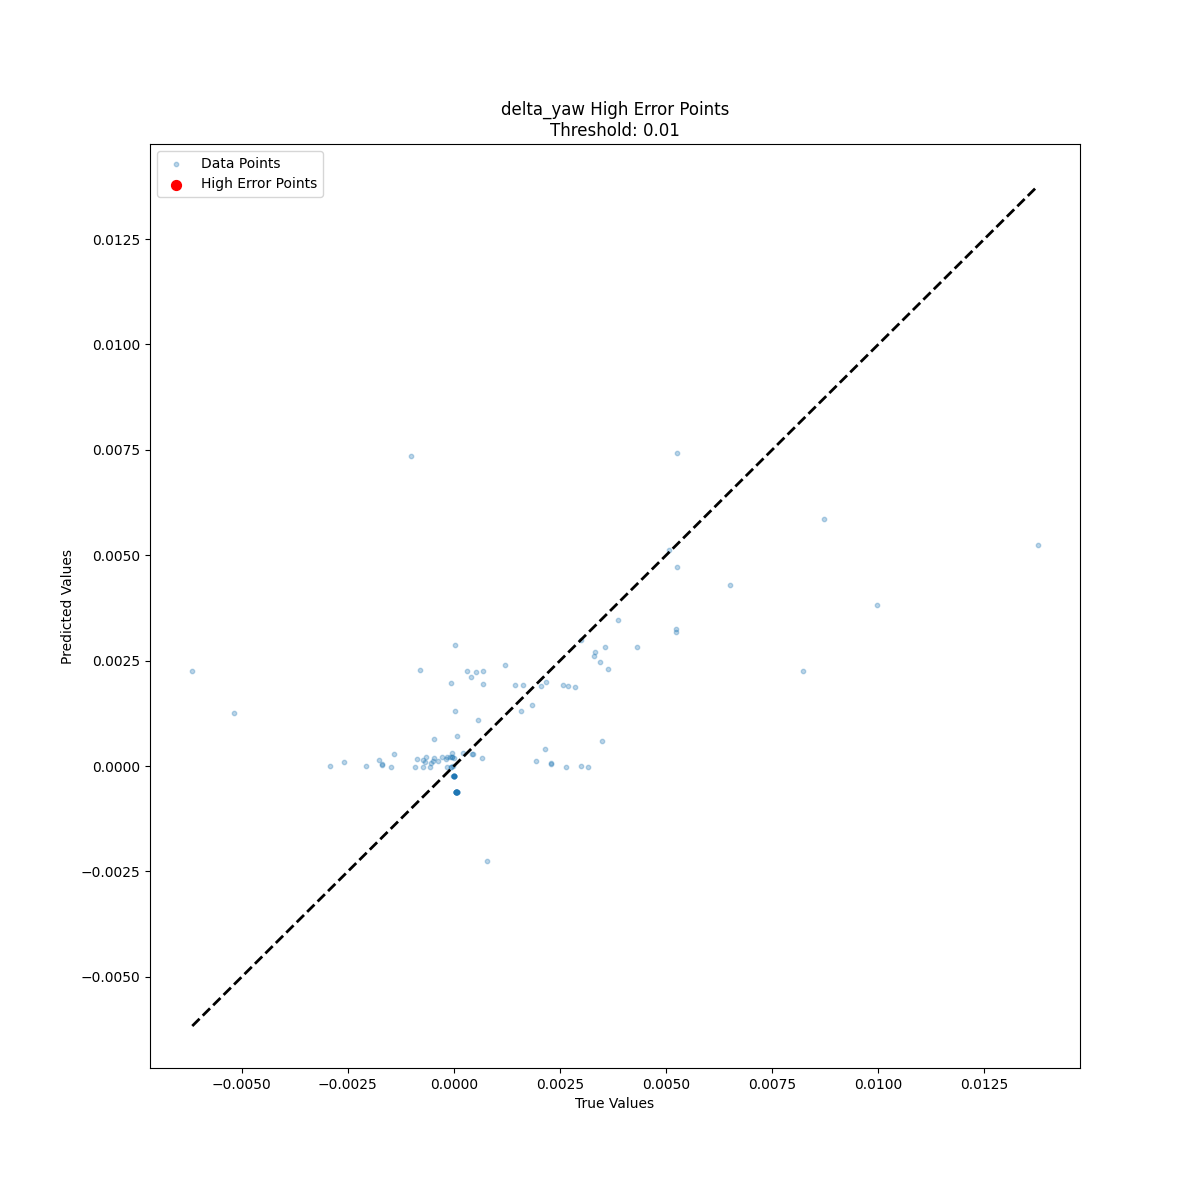 delta_yaw High Error Points
Threshold: 0.01
Data Points
High Error Points
0.0125
0.0100
0.0075
0.0050
0.0025
0.0000
−0.0025
−0.0050
Predicted Values
−0.0050 −0.0025 0.0000 0.0025 0.0050 0.0075 0.0100 0.0125
True Values